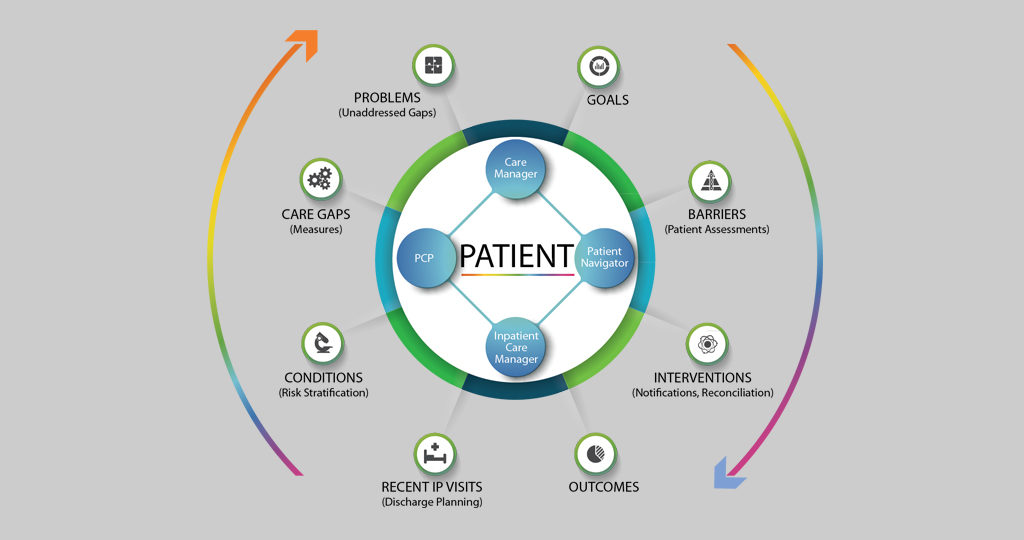 PROBLEMS
(Unaddressed Gaps)
GOALS
CARE GAPS
(Measures)
BARRIERS
(Patient Assessments)
Care
Manager
PCP
PATIENT
Patient
Navigator
Inpatient
Care
Manager
CONDITIONS
(Risk Stratification)
INTERVENTIONS
(Notifications, Reconciliation)
RECENT IP VISITS
(Discharge Planning)
OUTCOMES